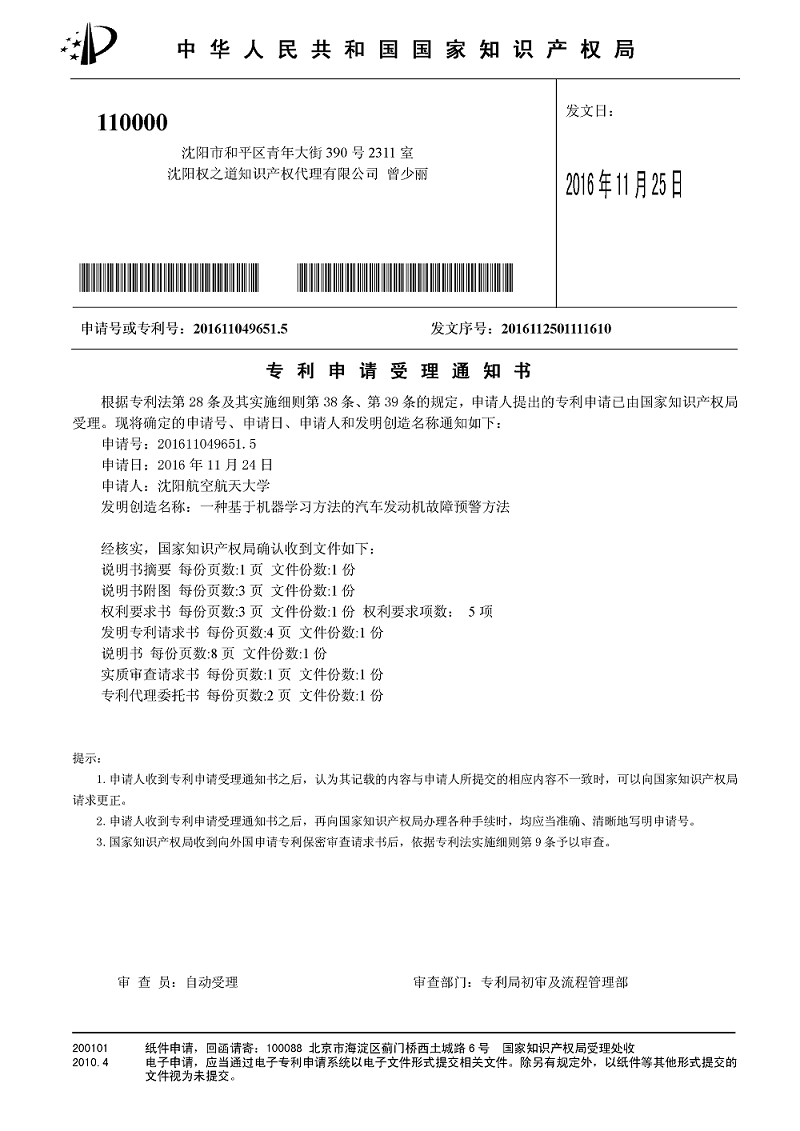 中华人民共和国国家知识产权局
110000
沈阳市和平区青年大街 390 号 2311 室
沈阳权之道知识产权代理有限公司 曾少丽
发文日：
2016 年 11 月 25 日
申请号或专利号：201611049651.5
发文序号：2016112501111610
专 利 申 请 受 理 通 知 书
根据专利法第 28 条及其实施细则第 38 条、第 39 条的规定，申请人提出的专利申请已由国家知识产权局
受理。现将确定的申请号、申请日、申请人和发明创造名称通知如下：
申请号：201611049651.5
申请日：2016 年 11 月 24 日
申请人：沈阳航空航天大学
发明创造名称：一种基于机器学习方法的汽车发动机故障预警方法
经核实，国家知识产权局确认收到文件如下：
说明书摘要 每份页数:1 页 文件份数:1 份
说明书附图 每份页数:3 页 文件份数:1 份
权利要求书 每份页数:3 页 文件份数:1 份 权利要求项数： 5 项
发明专利请求书 每份页数:4 页 文件份数:1 份
说明书 每份页数:8 页 文件份数:1 份
实质审查请求书 每份页数:1 页 文件份数:1 份
专利代理委托书 每份页数:2 页 文件份数:1 份
提示：
1.申请人收到专利申请受理通知书之后，认为其记载的内容与申请人所提交的相应内容不一致时，可以向国家知识产权局
请求更正。
2.申请人收到专利申请受理通知书之后，再向国家知识产权局办理各种手续时，均应当准确、清晰地写明申请号。
3.国家知识产权局收到向外国申请专利保密审查请求书后，依据专利法实施细则第 9 条予以审查。
审 查 员：自动受理
审查部门：专利局初审及流程管理部
200101 纸件申请，回函请寄：100088 北京市海淀区蓟门桥西土城路 6 号 国家知识产权局受理处收
2010.4 电子申请，应当通过电子专利申请系统以电子文件形式提交相关文件。除另有规定外，以纸件等其他形式提交的
文件视为未提交。